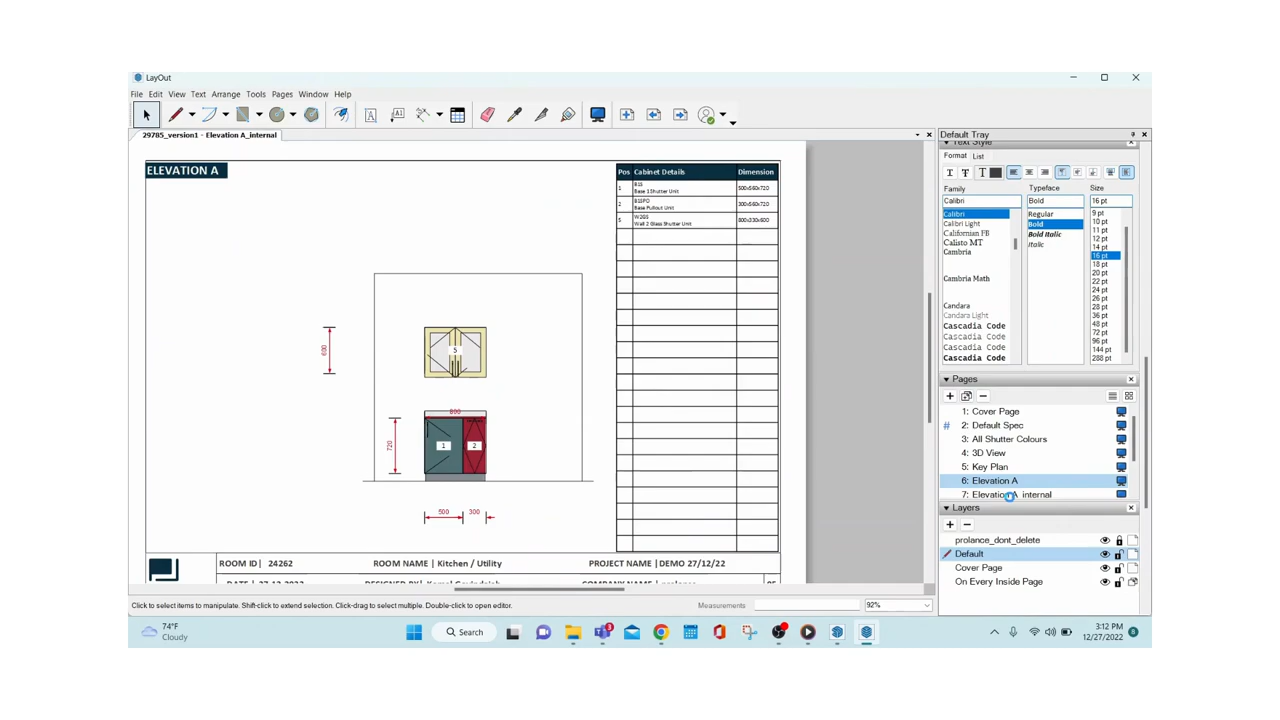 LayOut
File Edit View Text Arrange Tools Pages Window Help
29785_version1 - Elevation A_internal
Default Tray
Text Style
Format List
Family Typeface Size
Calibri Bold 16 pt
Calibri
Calibri Light
Californian FB
Calisto MT
Cambria
Cambria Math
Candara
Candara Light
Cascadia Code
Cascadia Code
Cascadia Code
Cascadia Code
Regular
Bold
Bold Italic
Italic
9 pt
10 pt
11 pt
12 pt
14 pt
16 pt
18 pt
20 pt
22 pt
24 pt
26 pt
28 pt
36 pt
48 pt
72 pt
96 pt
144 pt
288 pt
ELEVATION A
Pos Cabinet Details Dimension
1 B1S Base 1Shutter Unit 500x560x720
2 B1SPO Base Pullout Unit 300x560x720
5 W2GS Wall 2 Glass Shutter Unit 800x330x600
600
5
800
720
1
2
500 300
ROOM ID| 24262 ROOM NAME | Kitchen / Utility PROJECT NAME |DEMO 27/12/22
Pages
1: Cover Page
# 2: Default Spec
3: All Shutter Colours
4: 3D View
5: Key Plan
6: Elevation A
7: Elevation A_internal
Layers
prolance_dont_delete
Default
Cover Page
On Every Inside Page
Click to select items to manipulate. Shift-click to extend selection. Click-drag to select multiple. Double-click to open editor.
Measurements
92%
74°F
Cloudy
Search
3
3:12 PM
12/27/2022
8